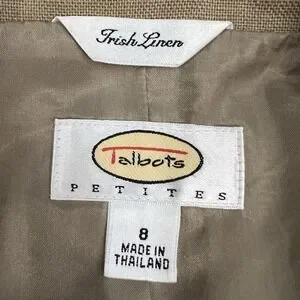 Irish Linen
Talbots
PETITES
8
MADE IN
THAILAND